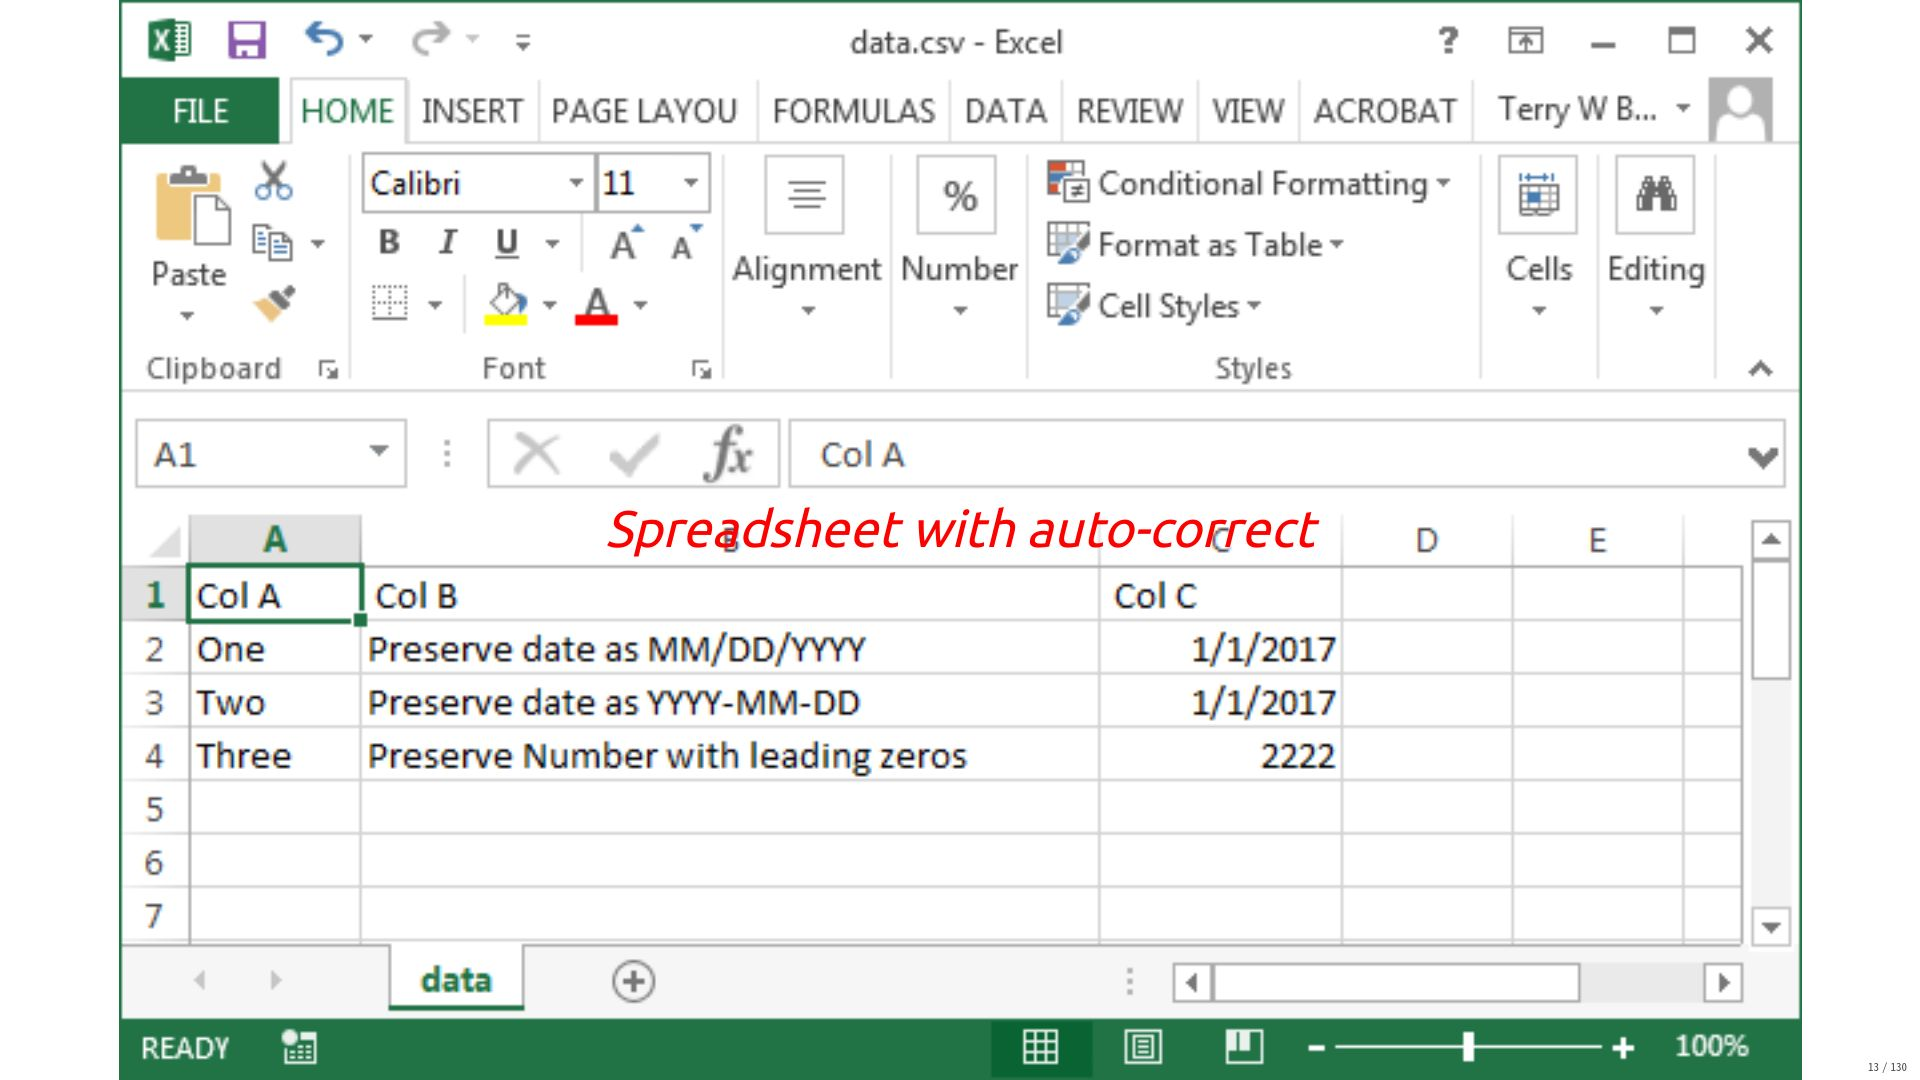 data.csv - Excel
?
FILE HOME INSERT PAGE LAYOU FORMULAS DATA REVIEW VIEW ACROBAT Terry W B...
Calibri 11
%
Conditional Formatting
B I U A A
Format as Table
Paste
Alignment Number
Cells Editing
A
Cell Styles
Clipboard Font Styles
A1 fx Col A
Spreadsheet with auto-correct
A B C D E
1 Col A Col B Col C
2 One Preserve date as MM/DD/YYYY 1/1/2017
3 Two Preserve date as YYYY-MM-DD 1/1/2017
4 Three Preserve Number with leading zeros 2222
5
6
7
data
READY 100%
13 / 130